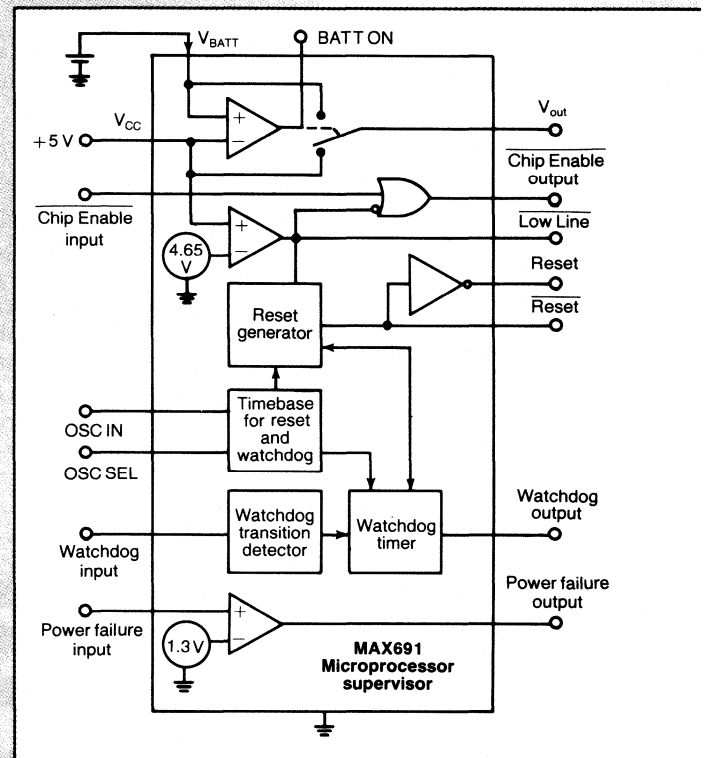 V_BATT
BATT ON
V_CC
+5 V
+
−
V_out
Chip Enable
output
Chip Enable
input
Low Line
+
−
4.65
V
Reset
Reset
generator
Reset
Timebase
for reset
and
watchdog
OSC IN
OSC SEL
Watchdog
output
Watchdog
transition
detector
Watchdog
timer
Watchdog
input
Power failure
output
Power failure
input
+
−
1.3 V
MAX691
Microprocessor
supervisor